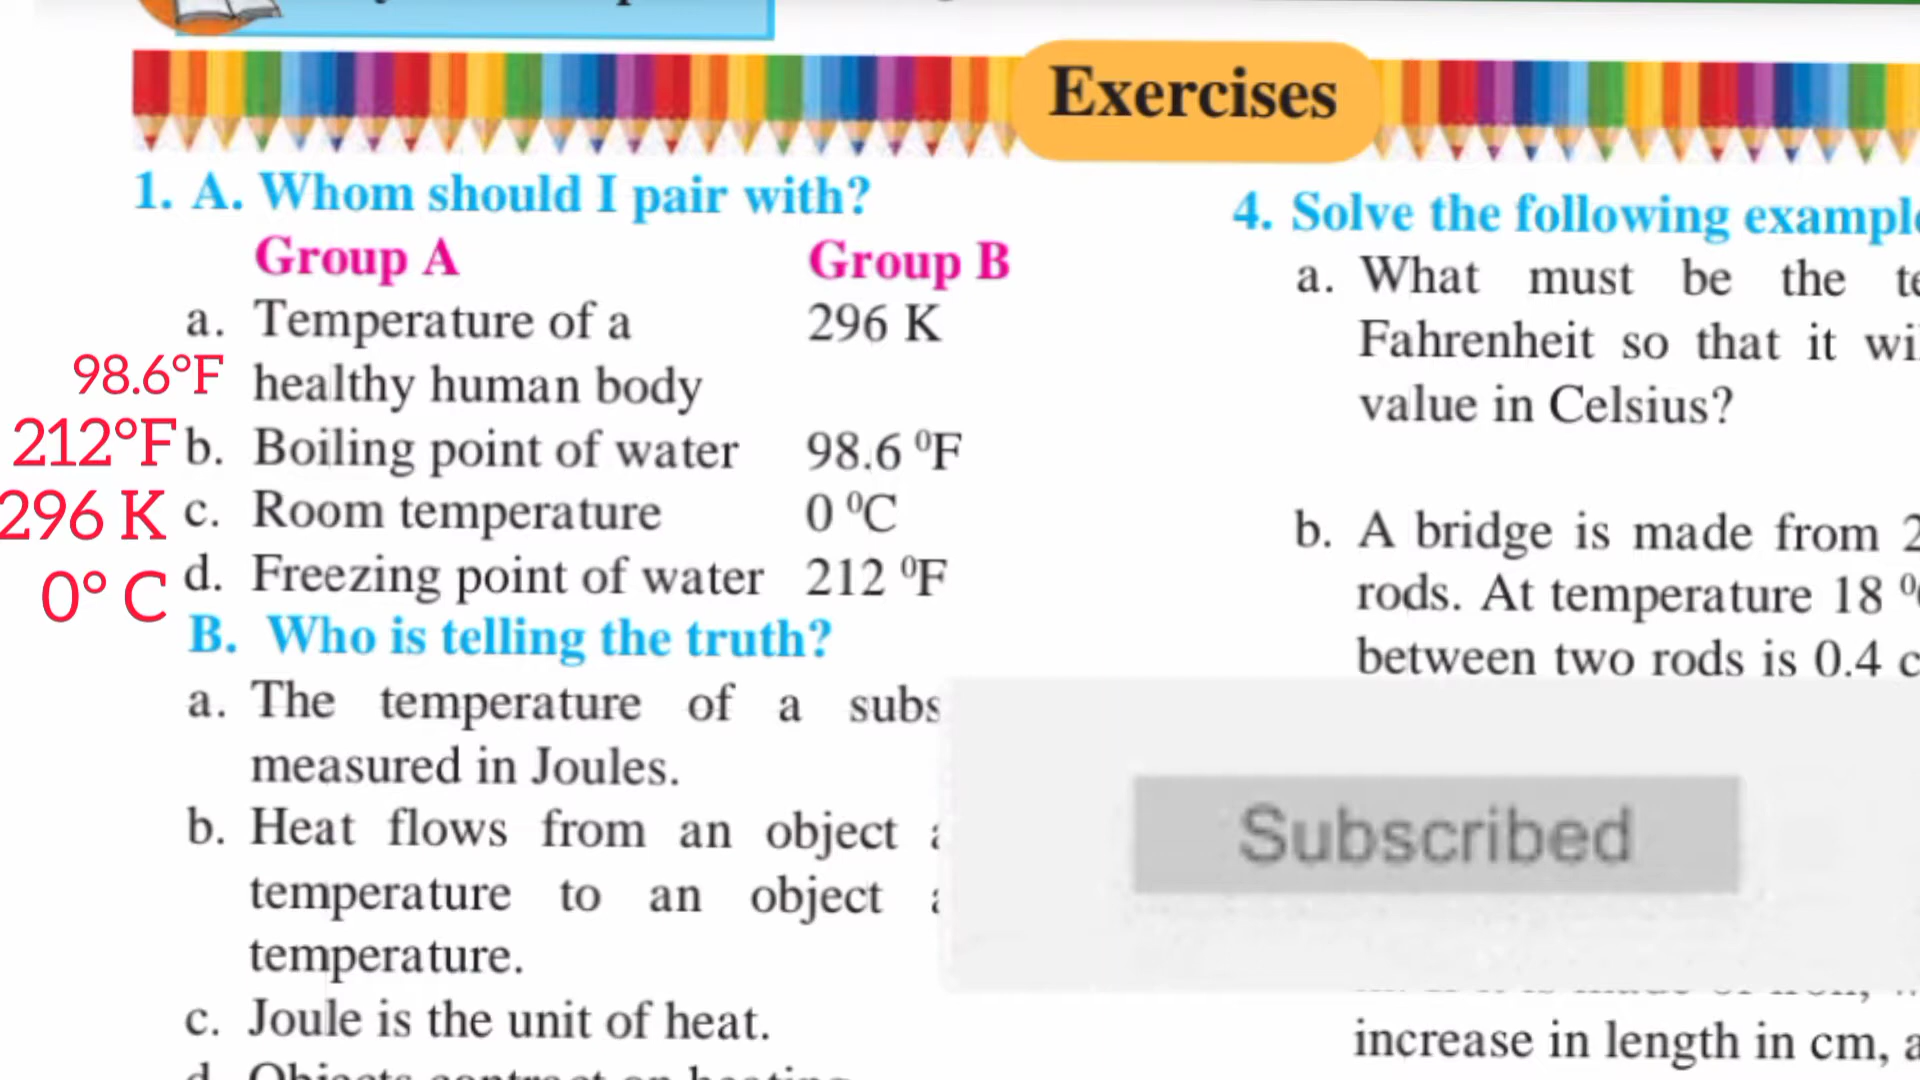 Exercises
1. A. Whom should I pair with?
Group A Group B
a. Temperature of a 296 K
98.6°F healthy human body
212°F b. Boiling point of water 98.6 ⁰F
296 K c. Room temperature 0 ⁰C
0° C d. Freezing point of water 212 ⁰F
B. Who is telling the truth?
a. The temperature of a
measured in Joules.
b. Heat flows from an object
temperature to an object
temperature.
c. Joule is the unit of heat.
4. Solve the following
a. What must be the
Fahrenheit so that it
value in Celsius?
b. A bridge is made from
rods. At temperature 18
between two rods is 0.4
Subscribed
increase in length in cm,